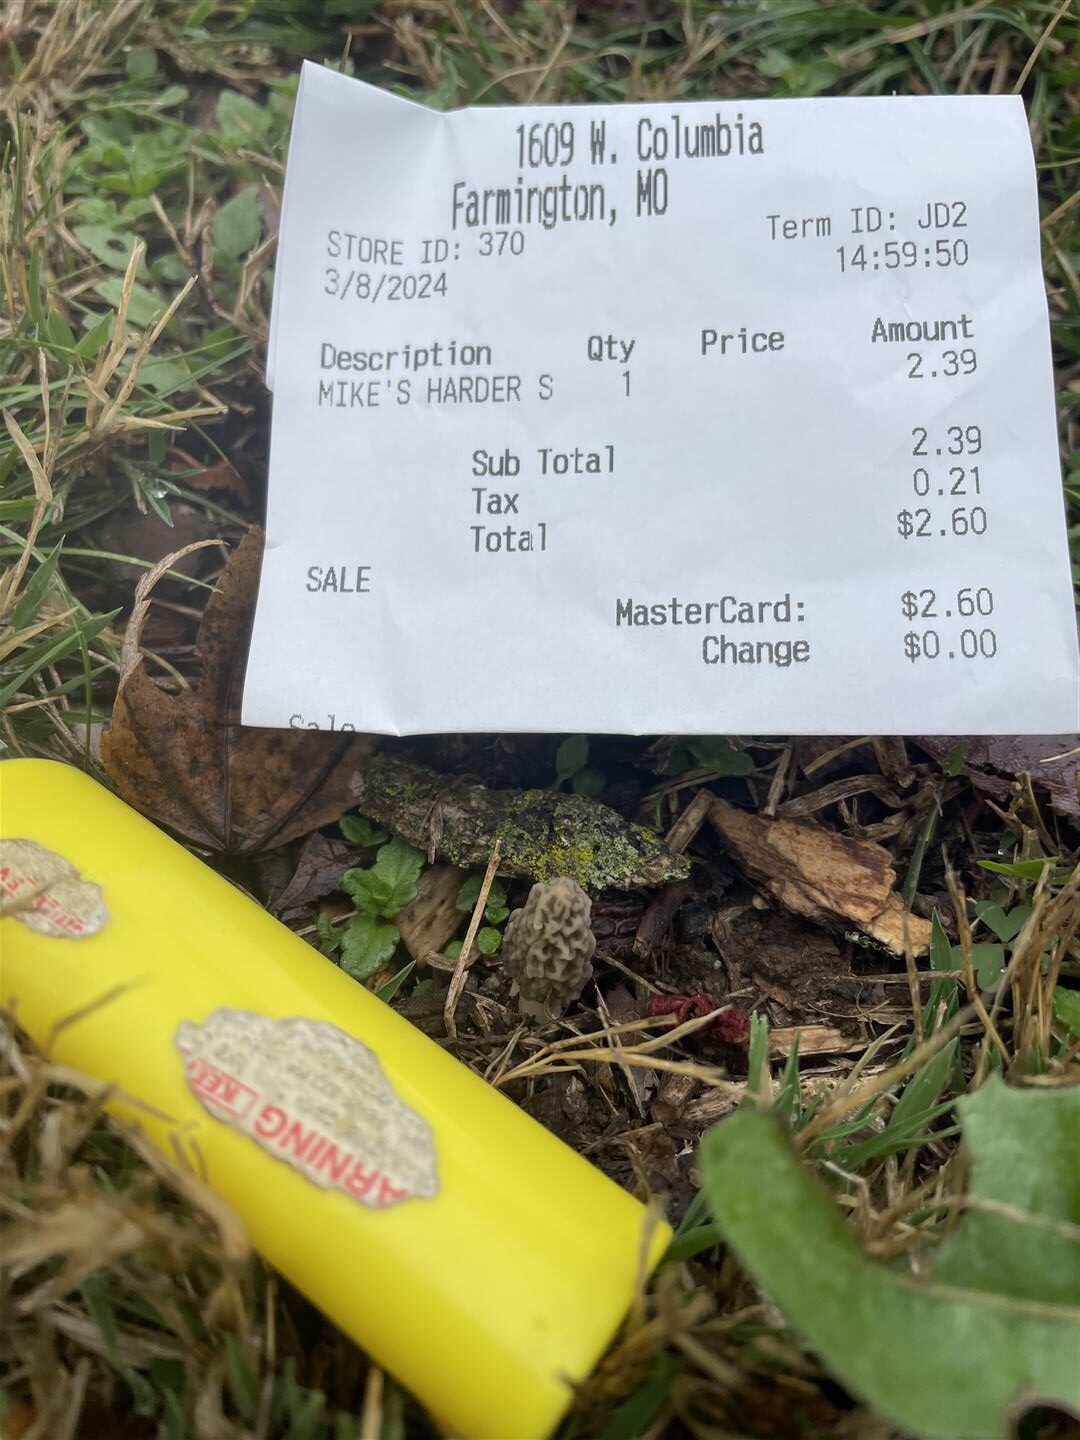 1609 W. Columbia
Farmington, MO
STORE ID: 370 Term ID: JD2
3/8/2024 14:59:50
Description Qty Price Amount
MIKE'S HARDER S 1 2.39
Sub Total 2.39
Tax 0.21
Total $2.60
SALE
MasterCard: $2.60
Change $0.00
Sale
ARNING KEE